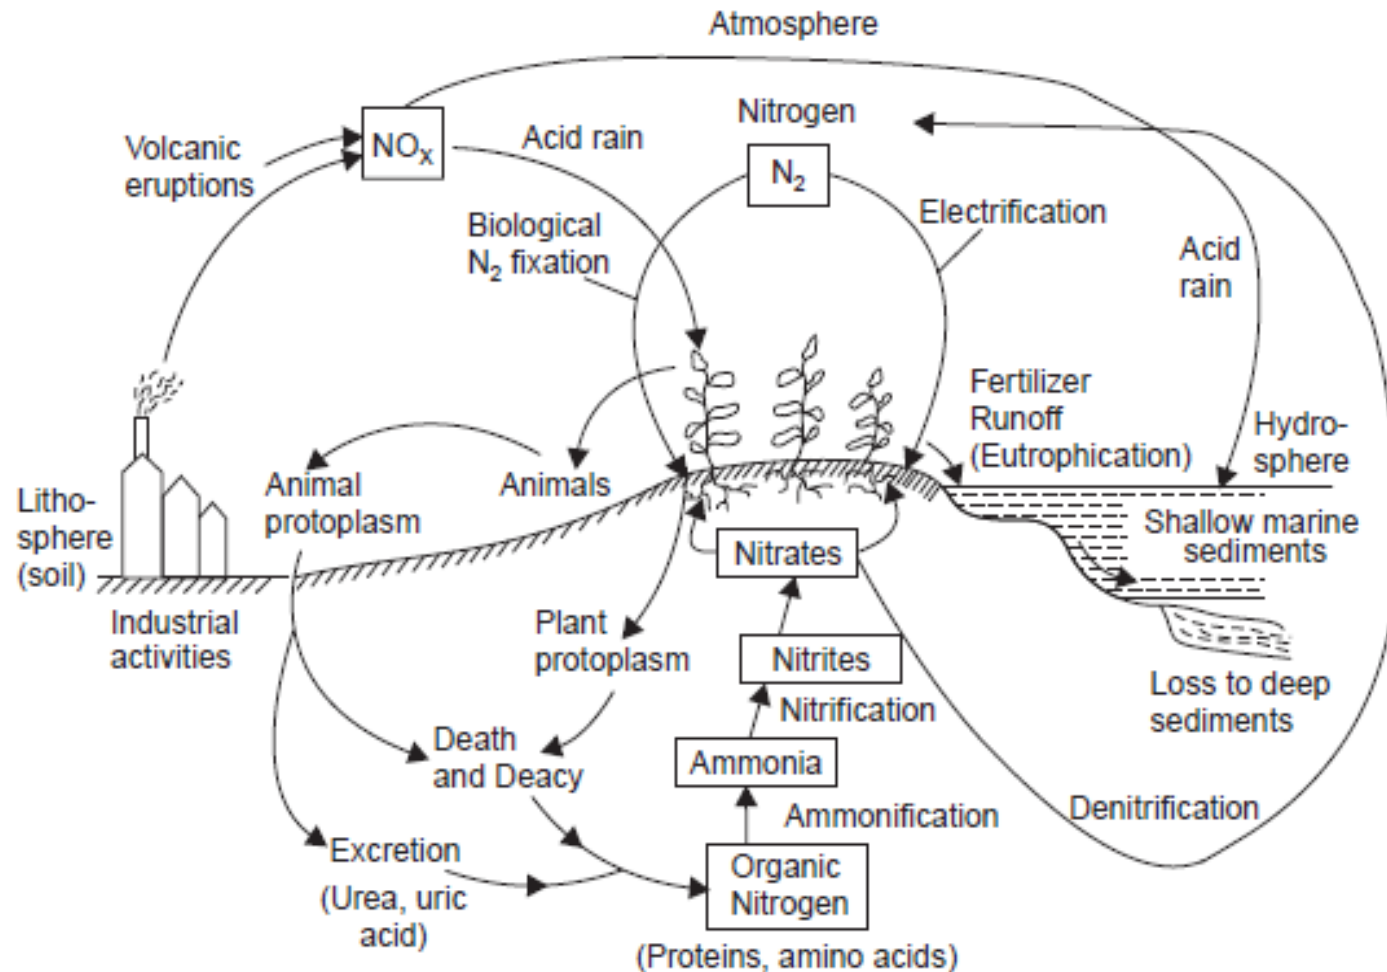 Atmosphere
Volcanic
eruptions
NOx
Acid rain
Nitrogen
N2
Biological
N2 fixation
Electrification
Acid
rain
Fertilizer
Runoff
(Eutrophication)
Hydro-
sphere
Litho-
sphere
(soil)
Animal
protoplasm
Animals
Shallow marine
sediments
Nitrates
Industrial
activities
Plant
protoplasm
Nitrites
Nitrification
Loss to deep
sediments
Death
and Deacy
Ammonia
Ammonification
Denitrification
Excretion
(Urea, uric
acid)
Organic
Nitrogen
(Proteins, amino acids)